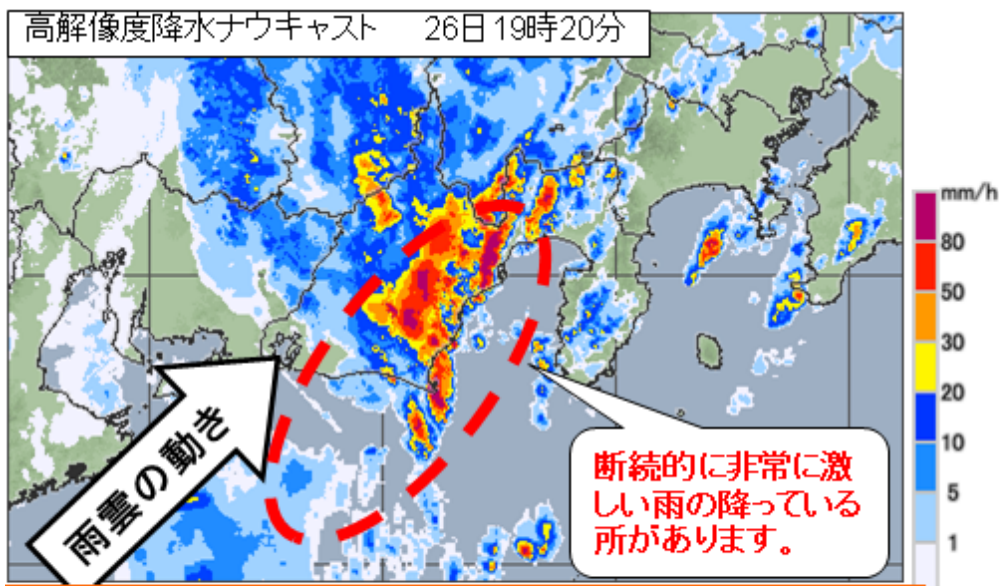 高解像度降水ナウキャスト 26日19時20分
mm/h
80
50
30
20
10
5
1
雨雲の動き
断続的に非常に激
しい雨の降っている
所があります。